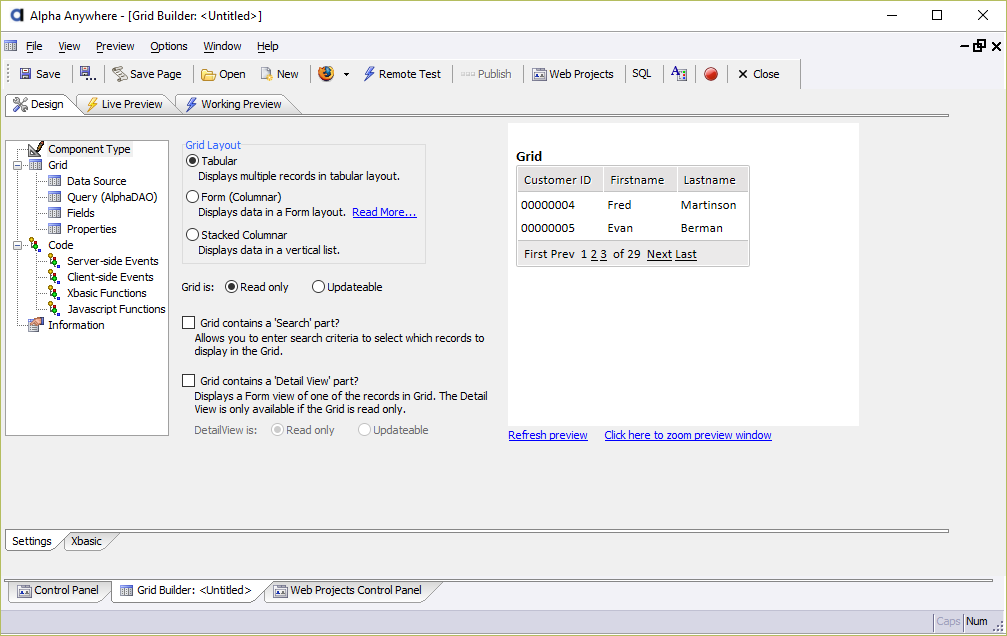 Alpha Anywhere - [Grid Builder: <Untitled>]
File View Preview Options Window Help
Save Save Page Open New Remote Test Publish Web Projects SQL Close
Design Live Preview Working Preview
Component Type
Grid
Data Source
Query (AlphaDAO)
Fields
Properties
Code
Server-side Events
Client-side Events
Xbasic Functions
Javascript Functions
Information
Grid Layout
Tabular
Displays multiple records in tabular layout.
Form (Columnar)
Displays data in a Form layout. Read More...
Stacked Columnar
Displays data in a vertical list.
Grid is: Read only Updateable
Grid contains a 'Search' part?
Allows you to enter search criteria to select which records to
display in the Grid.
Grid contains a 'Detail View' part?
Displays a Form view of one of the records in Grid. The Detail
View is only available if the Grid is read only.
DetailView is: Read only Updateable
Grid
Customer ID Firstname Lastname
00000004 Fred Martinson
00000005 Evan Berman
First Prev 1 2 3 of 29 Next Last
Refresh preview Click here to zoom preview window
Settings Xbasic
Control Panel Grid Builder: <Untitled> Web Projects Control Panel
Caps Num